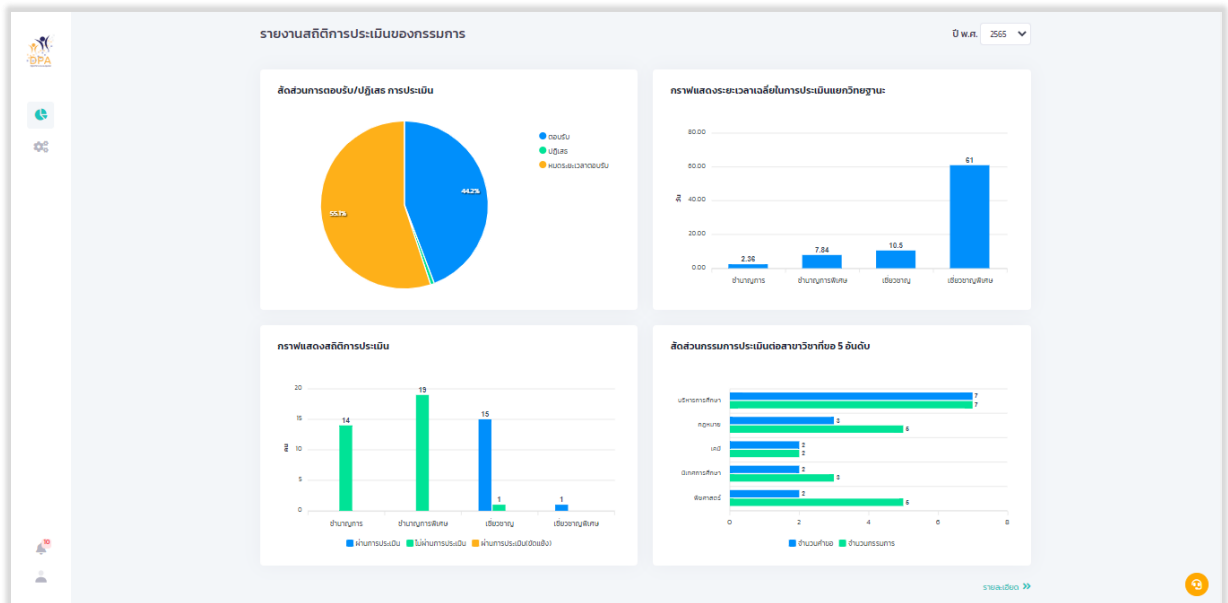 DPA
รายงานสถิติการประเมินของกรรมการ
ปี พ.ศ. 2565
สัดส่วนการตอบรับ/ปฏิเสธ การประเมิน
44.2%
55.1%
ตอบรับ
ปฏิเสธ
หมดระยะเวลาตอบรับ
กราฟแสดงระยะเวลาเฉลี่ยในการประเมินแยกวิทยฐานะ
80.00
60.00
40.00
20.00
0.00
วัน
2.36
7.84
10.5
61
ชำนาญการ ชำนาญการพิเศษ เชี่ยวชาญ เชี่ยวชาญพิเศษ
กราฟแสดงสถิติการประเมิน
20
15
10
5
0
คน
14
19
15
1
1
ชำนาญการ ชำนาญการพิเศษ เชี่ยวชาญ เชี่ยวชาญพิเศษ
ผ่านการประเมิน ไม่ผ่านการประเมิน ผ่านการประเมิน(ขัดแย้ง)
สัดส่วนกรรมการประเมินต่อสาขาวิชาที่ขอ 5 อันดับ
บริหารการศึกษา 7
7
กฎหมาย
เคมี 2
2
นิเทศการศึกษา 2
พืชศาสตร์ 2
0 2 4 6 8
จำนวนคำขอ จำนวนกรรมการ
10
รายละเอียด